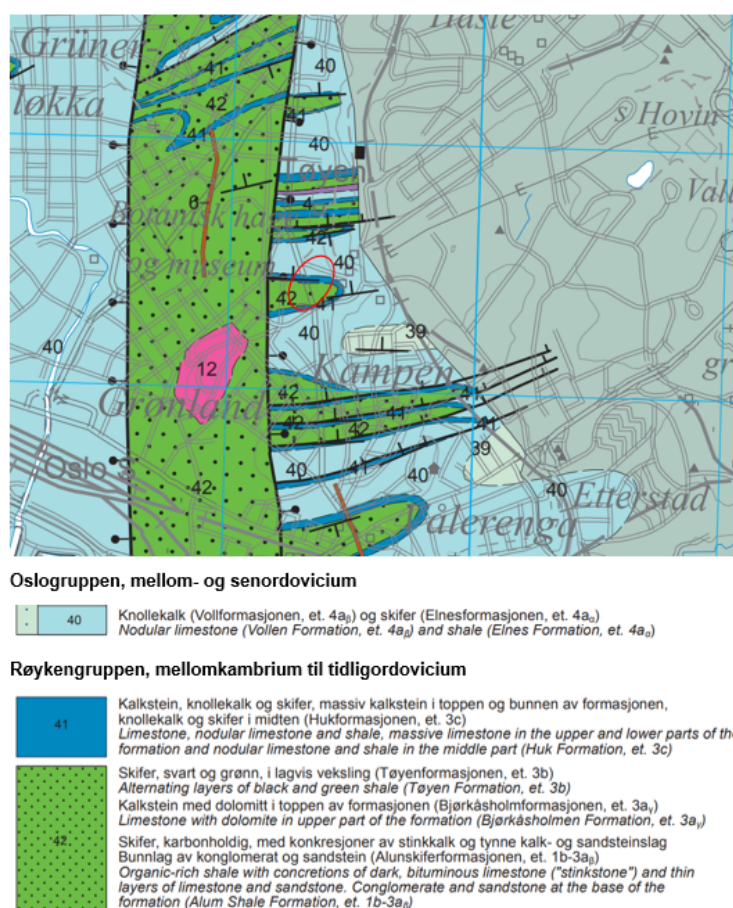 Grüner-
løkka
Hasle
s Hovin
Vall
Tøyen
Botanisk hage
og museum
Kampen
Grønland
Oslo S
Vålerenga
Etterstad
gr
41
42
41
40
41
40
6
42
40
42
41
40
39
12
40
42
41
42
42
41
39
40
41
40
40
42
E
E
E
Oslogruppen, mellom- og senordovicium
40
Knollekalk (Vollformasjonen, et. 4aᵦ) og skifer (Elnesformasjonen, et. 4aₐ)
Nodular limestone (Vollen Formation, et. 4aᵦ) and shale (Elnes Formation, et. 4aₐ)
Røykengruppen, mellomkambrium til tidligordovicium
41
Kalkstein, knollekalk og skifer, massiv kalkstein i toppen og bunnen av formasjonen,
knollekalk og skifer i midten (Hukformasjonen, et. 3c)
Limestone, nodular limestone and shale, massive limestone in the upper and lower parts of the
formation and nodular limestone and shale in the middle part (Huk Formation, et. 3c)
42
Skifer, svart og grønn, i lagvis veksling (Tøyenformasjonen, et. 3b)
Alternating layers of black and green shale (Tøyen Formation, et. 3b)
Kalkstein med dolomitt i toppen av formasjonen (Bjørkåsholmformasjonen, et. 3aᵧ)
Limestone with dolomite in upper part of the formation (Bjørkåsholmen Formation, et. 3aᵧ)
Skifer, karbonholdig, med konkresjoner av stinkkalk og tynne kalk- og sandsteinslag
Bunnlag av konglomerat og sandstein (Alunskiferformasjonen, et. 1b-3aᵦ)
Organic-rich shale with concretions of dark, bituminous limestone ("stinkstone") and thin
layers of limestone and sandstone. Conglomerate and sandstone at the base of the
formation (Alum Shale Formation, et. 1b-3aᵦ)